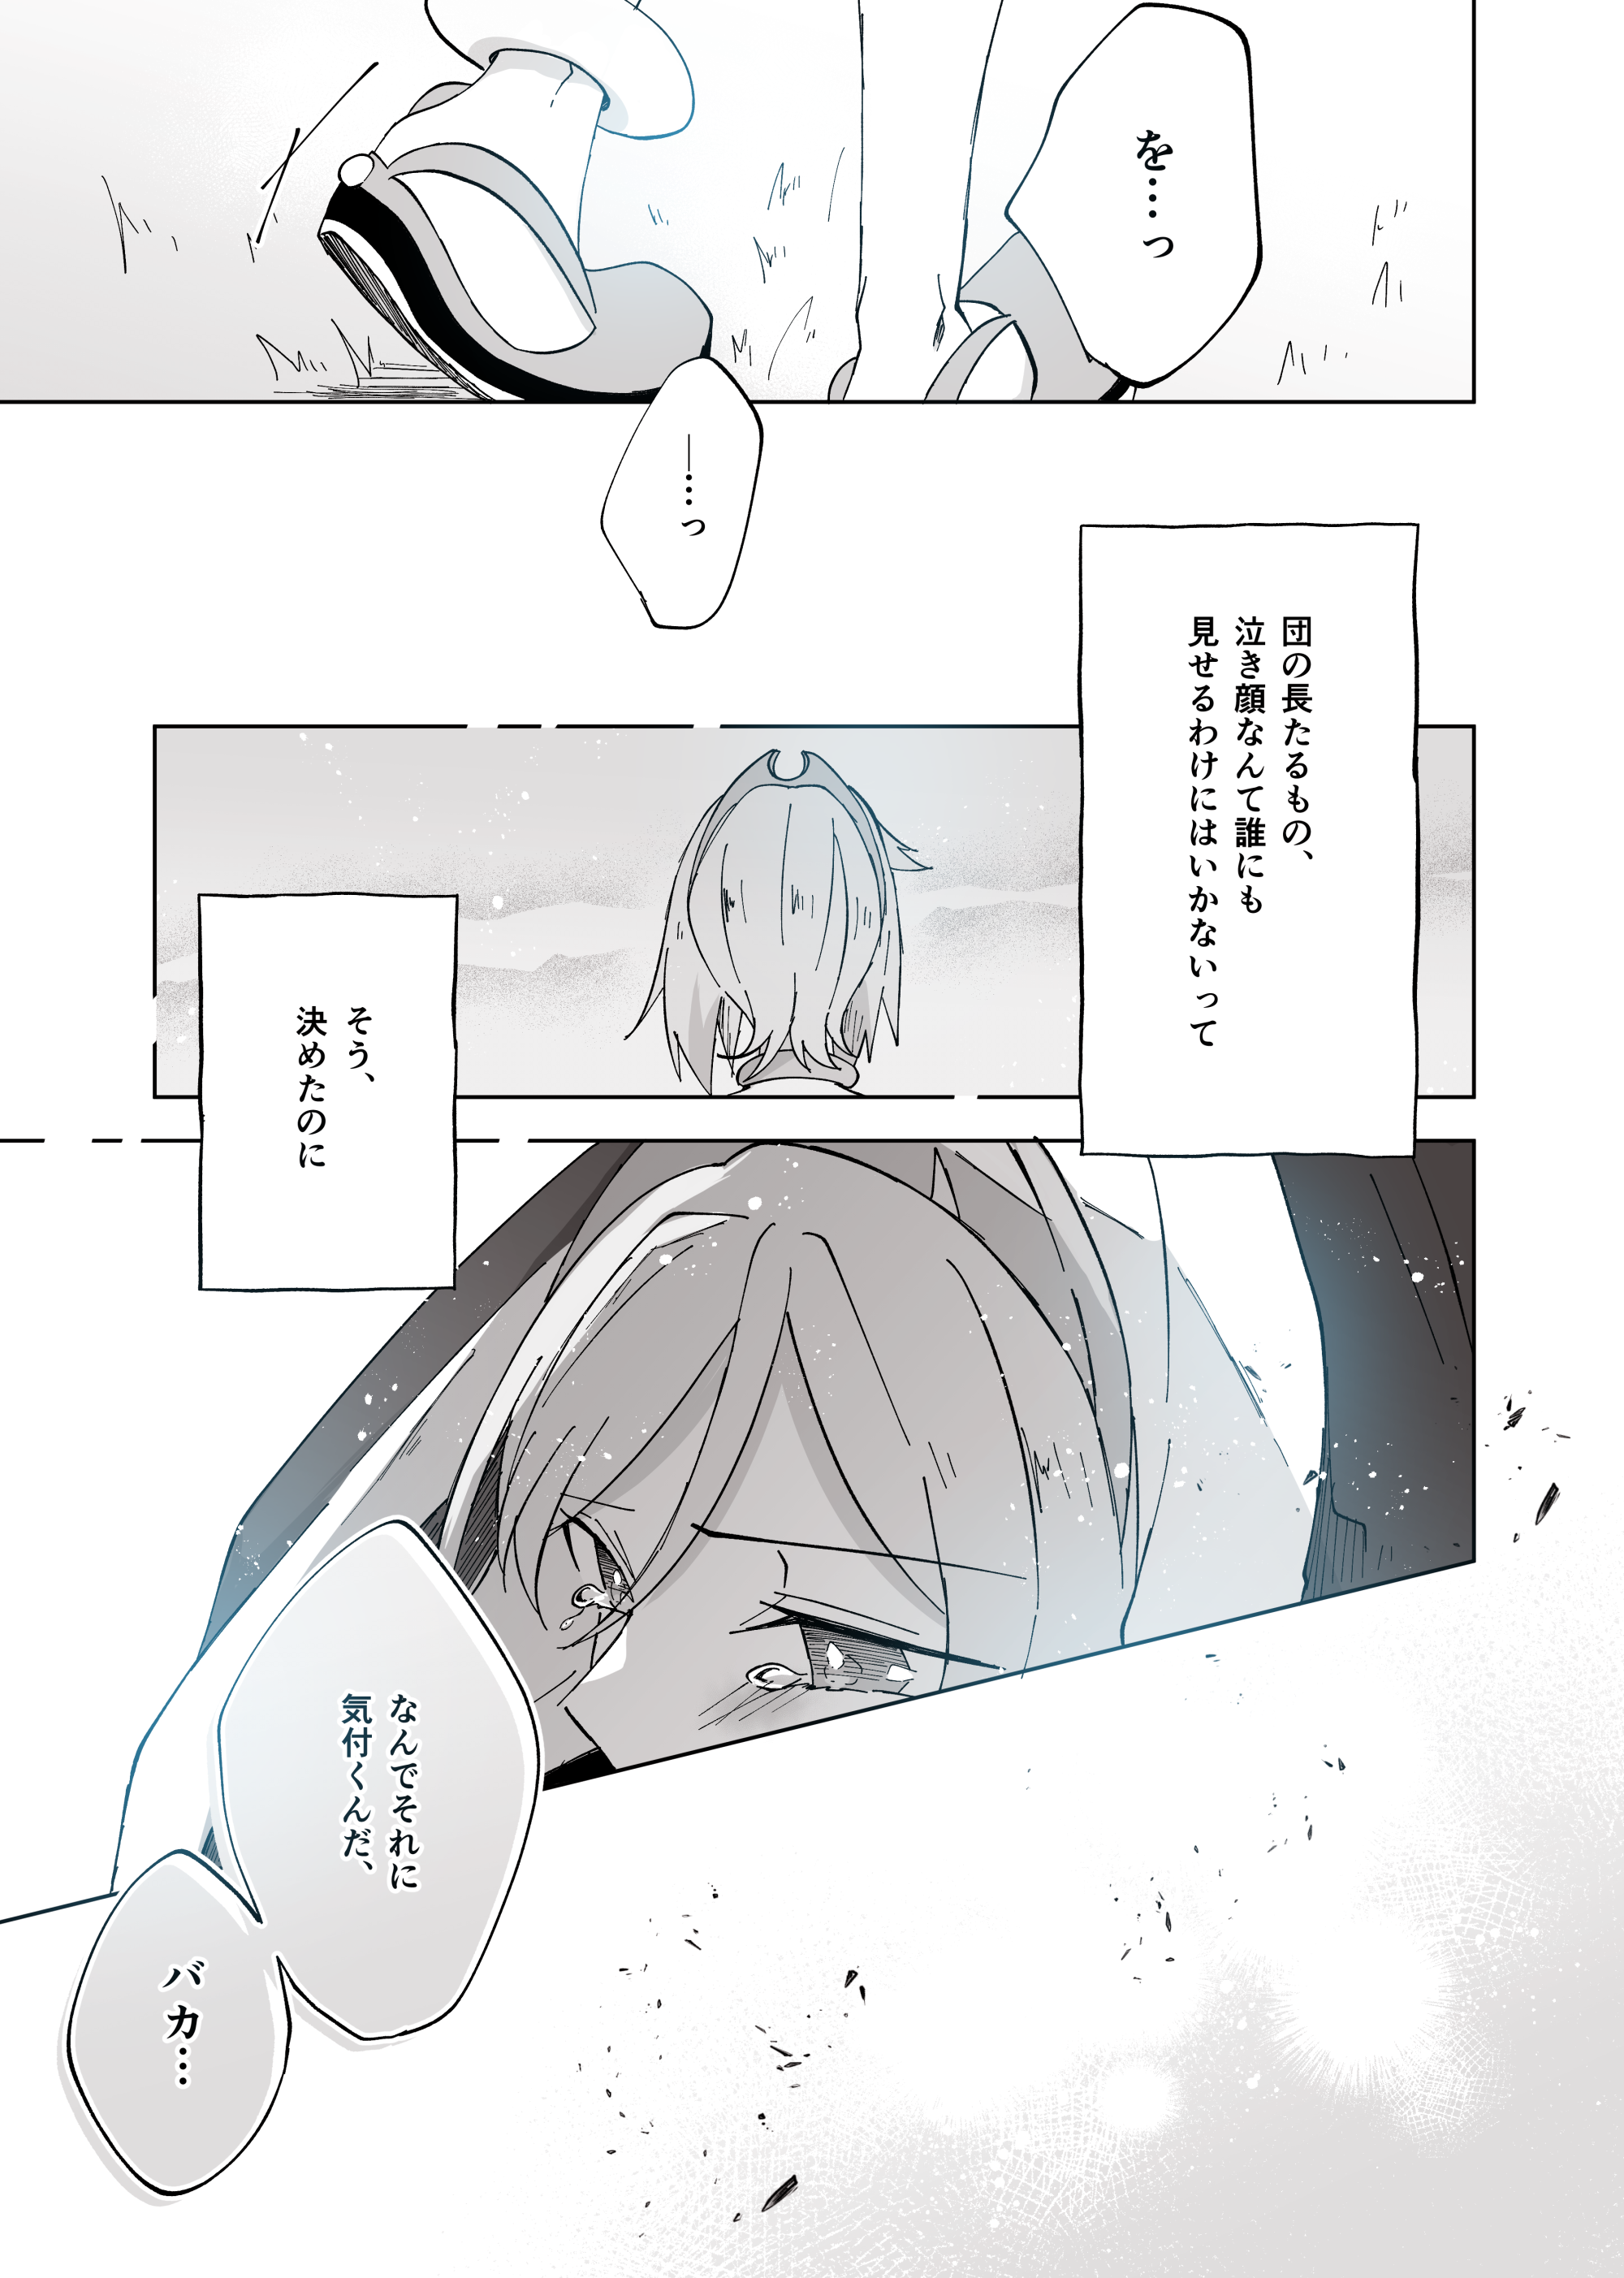 を…っ
―……っ
団の長たるもの、
泣き顔なんて誰にも
見せるわけにはいかないって
そう、
決めたのに
なんでそれに
気付くんだ、
バカ…